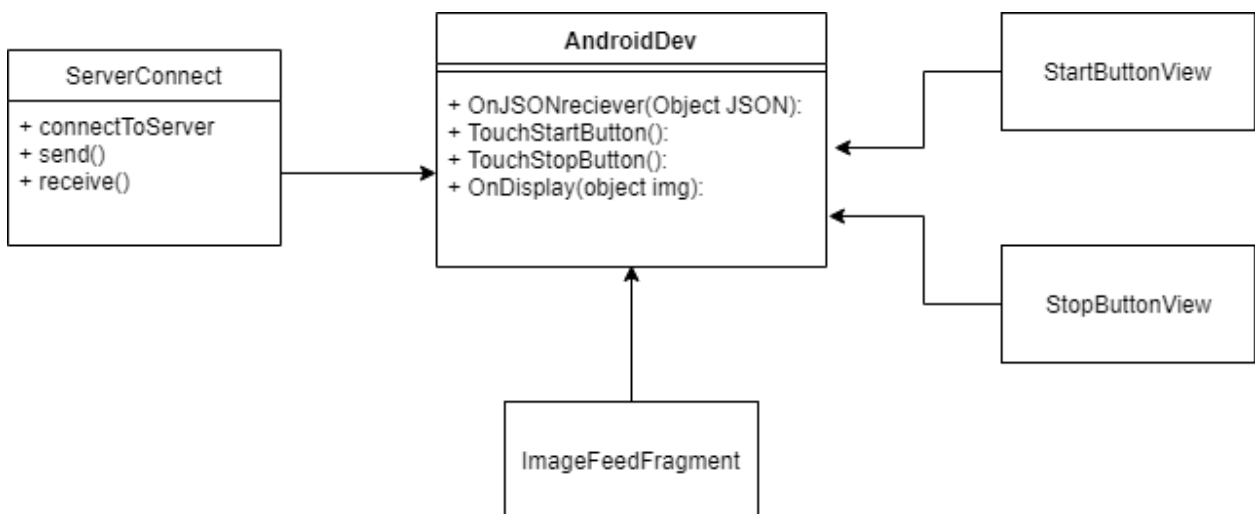 ServerConnect
+ connectToServer
+ send()
+ receive()
AndroidDev
+ OnJSONreciever(Object JSON):
+ TouchStartButton():
+ TouchStopButton():
+ OnDisplay(object img):
StartButtonView
StopButtonView
ImageFeedFragment